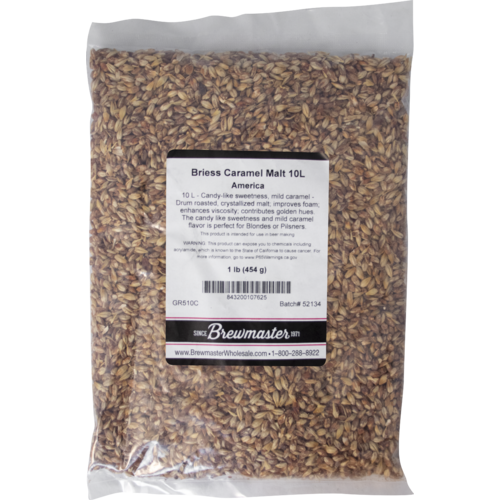 Briess Caramel Malt 10L
America
10 L - Candy-like sweetness, mild caramel -
Drum roasted, crystallized malt; improves foam;
enhances viscosity; contributes golden hues.
The candy like sweetness and mild caramel
flavor is perfect for Blondes or Pilsners.
This product is intended for use in beer making
WARNING: This product can expose you to chemicals including
acrylamide, which is known to the State of California to cause cancer. For
more information, go to www.P65Warnings.ca.gov.
1 lb (454 g)
843200107625
GR510C Batch# 52134
SINCE Brewmaster 1971
www.BrewmasterWholesale.com • 1-800-288-8922